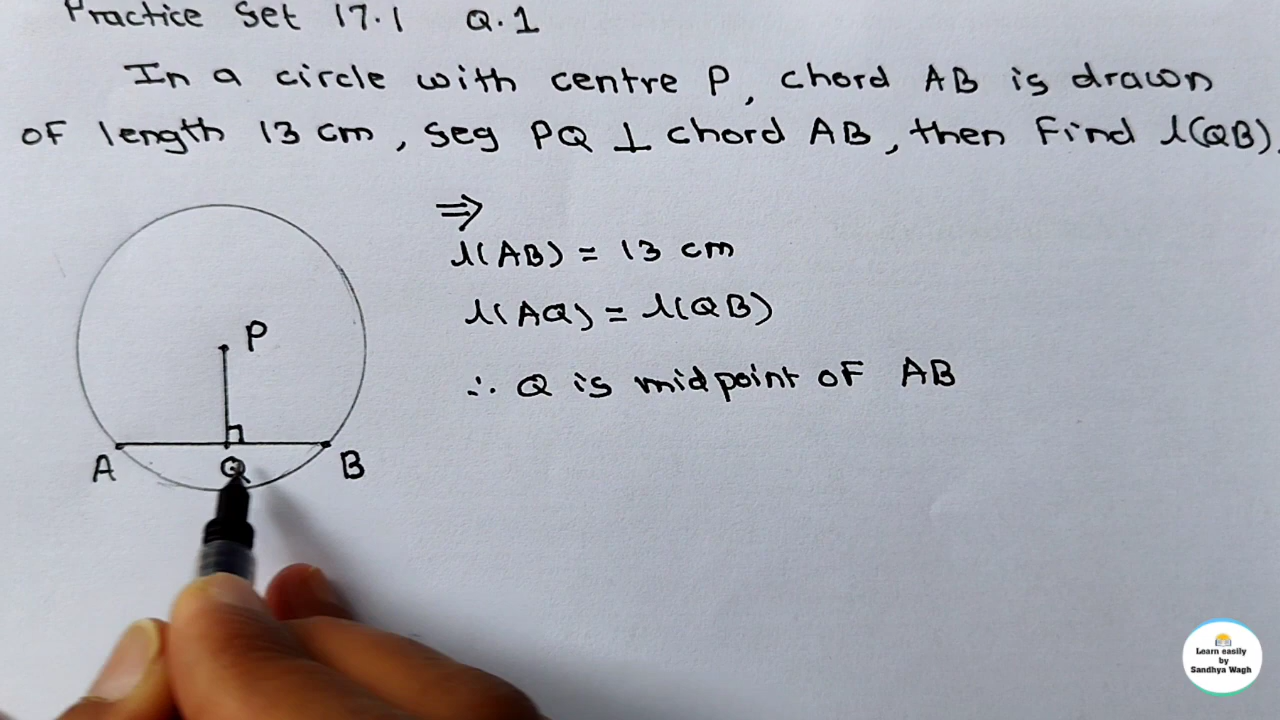 Practice Set 17.1 Q.1
In a circle with centre P, chord AB is drawn
of length 13 cm, seg PQ ⊥ chord AB, then Find l(QB).
⇒
l(AB) = 13 cm
l(AQ) = l(QB)
∴ Q is midpoint of AB
P
A
Q
B
Learn easily
by
Sandhya Wagh